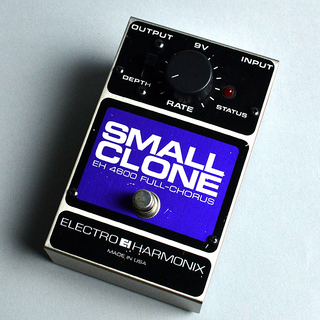 OUTPUT 9V INPUT
DEPTH
RATE STATUS
SMALL
CLONE
EH 4600 FULL-CHORUS
ELECTRO-HARMONIX
MADE IN USA